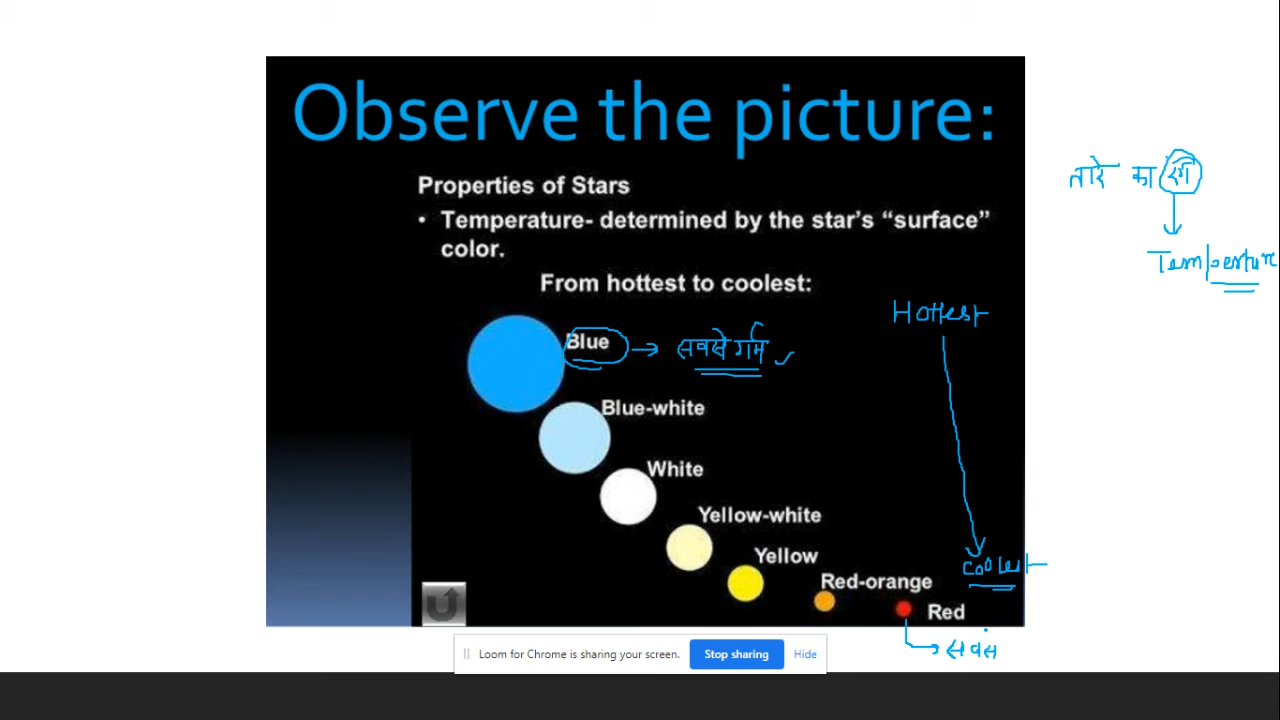 Observe the picture:
Properties of Stars
• Temperature- determined by the star's “surface”
color.
From hottest to coolest:
Blue → सबसे गर्म ✓
Blue-white
White
Yellow-white
Yellow
Red-orange
Red
तारे का रंग
Temperture
Hottest
coolest
सबसे
Loom for Chrome is sharing your screen. Stop sharing Hide